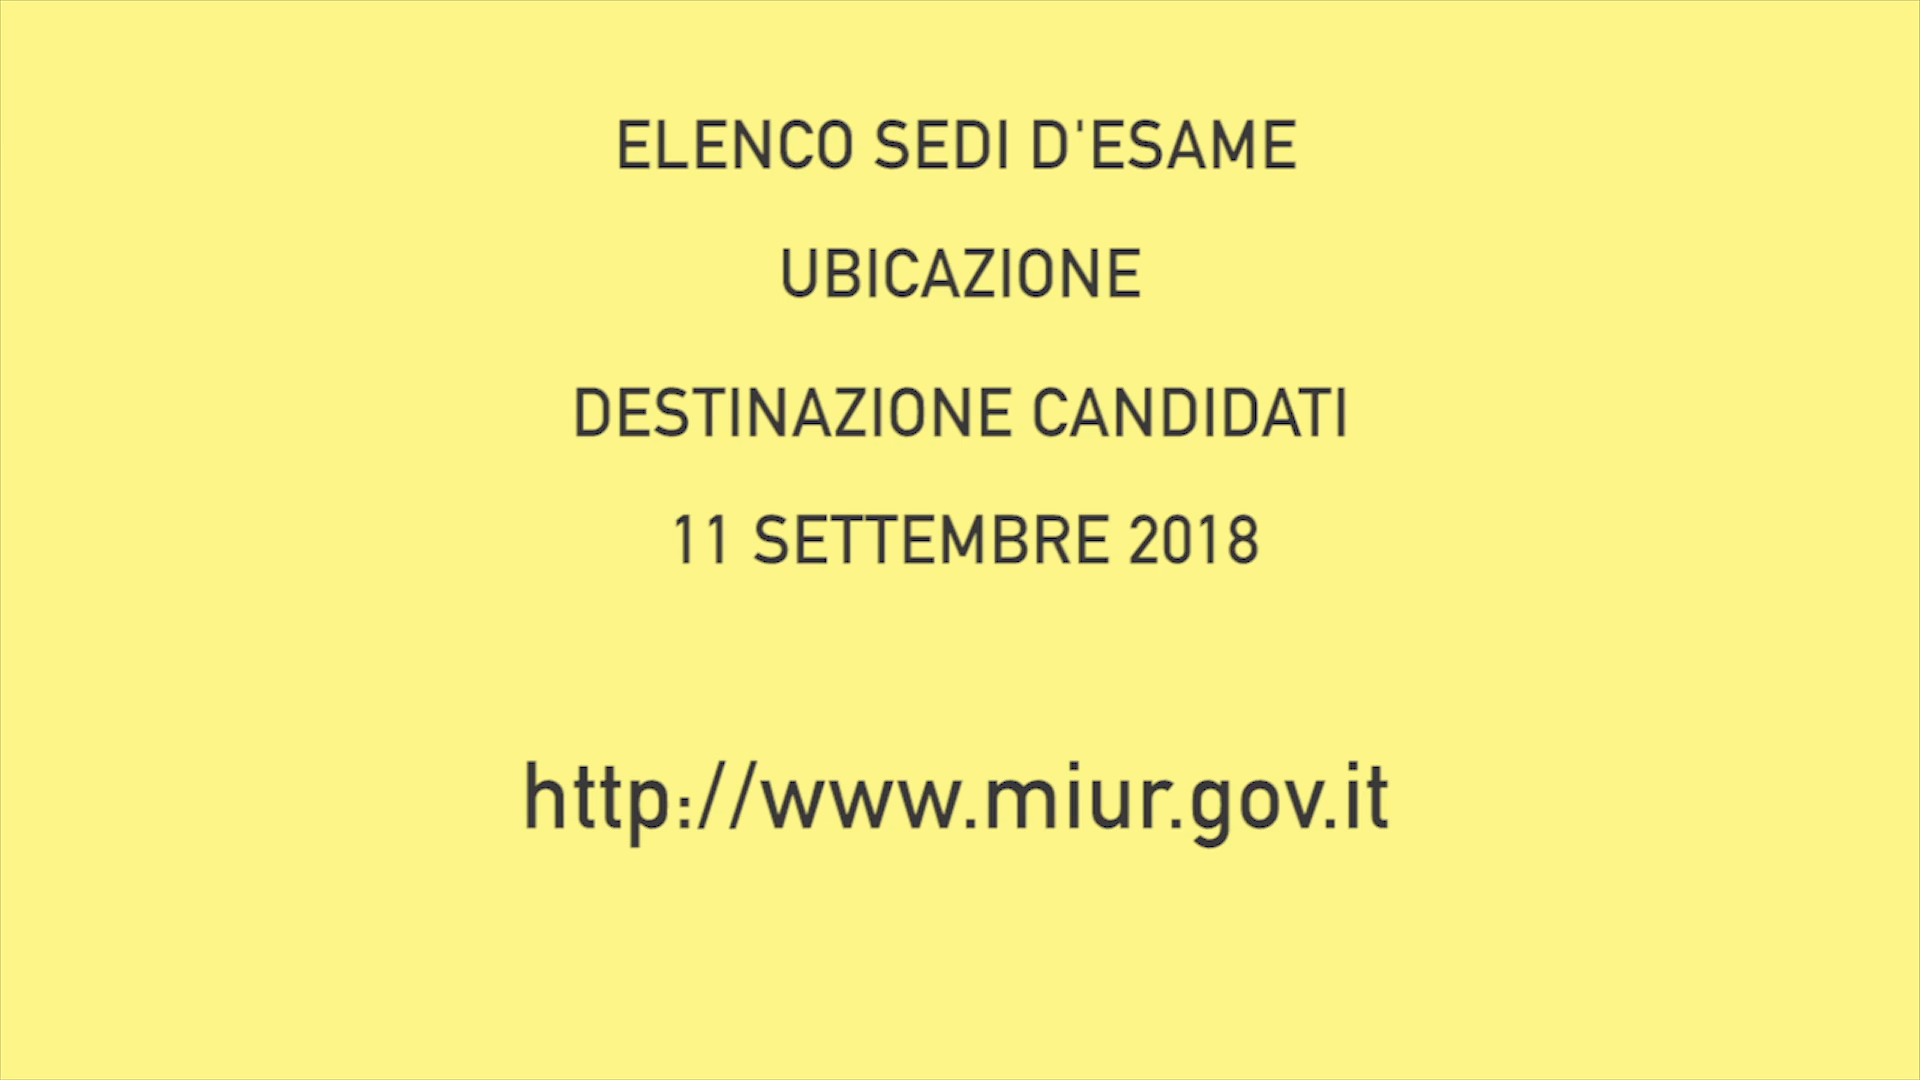 ELENCO SEDI D'ESAME
UBICAZIONE
DESTINAZIONE CANDIDATI
11 SETTEMBRE 2018
http://www.miur.gov.it